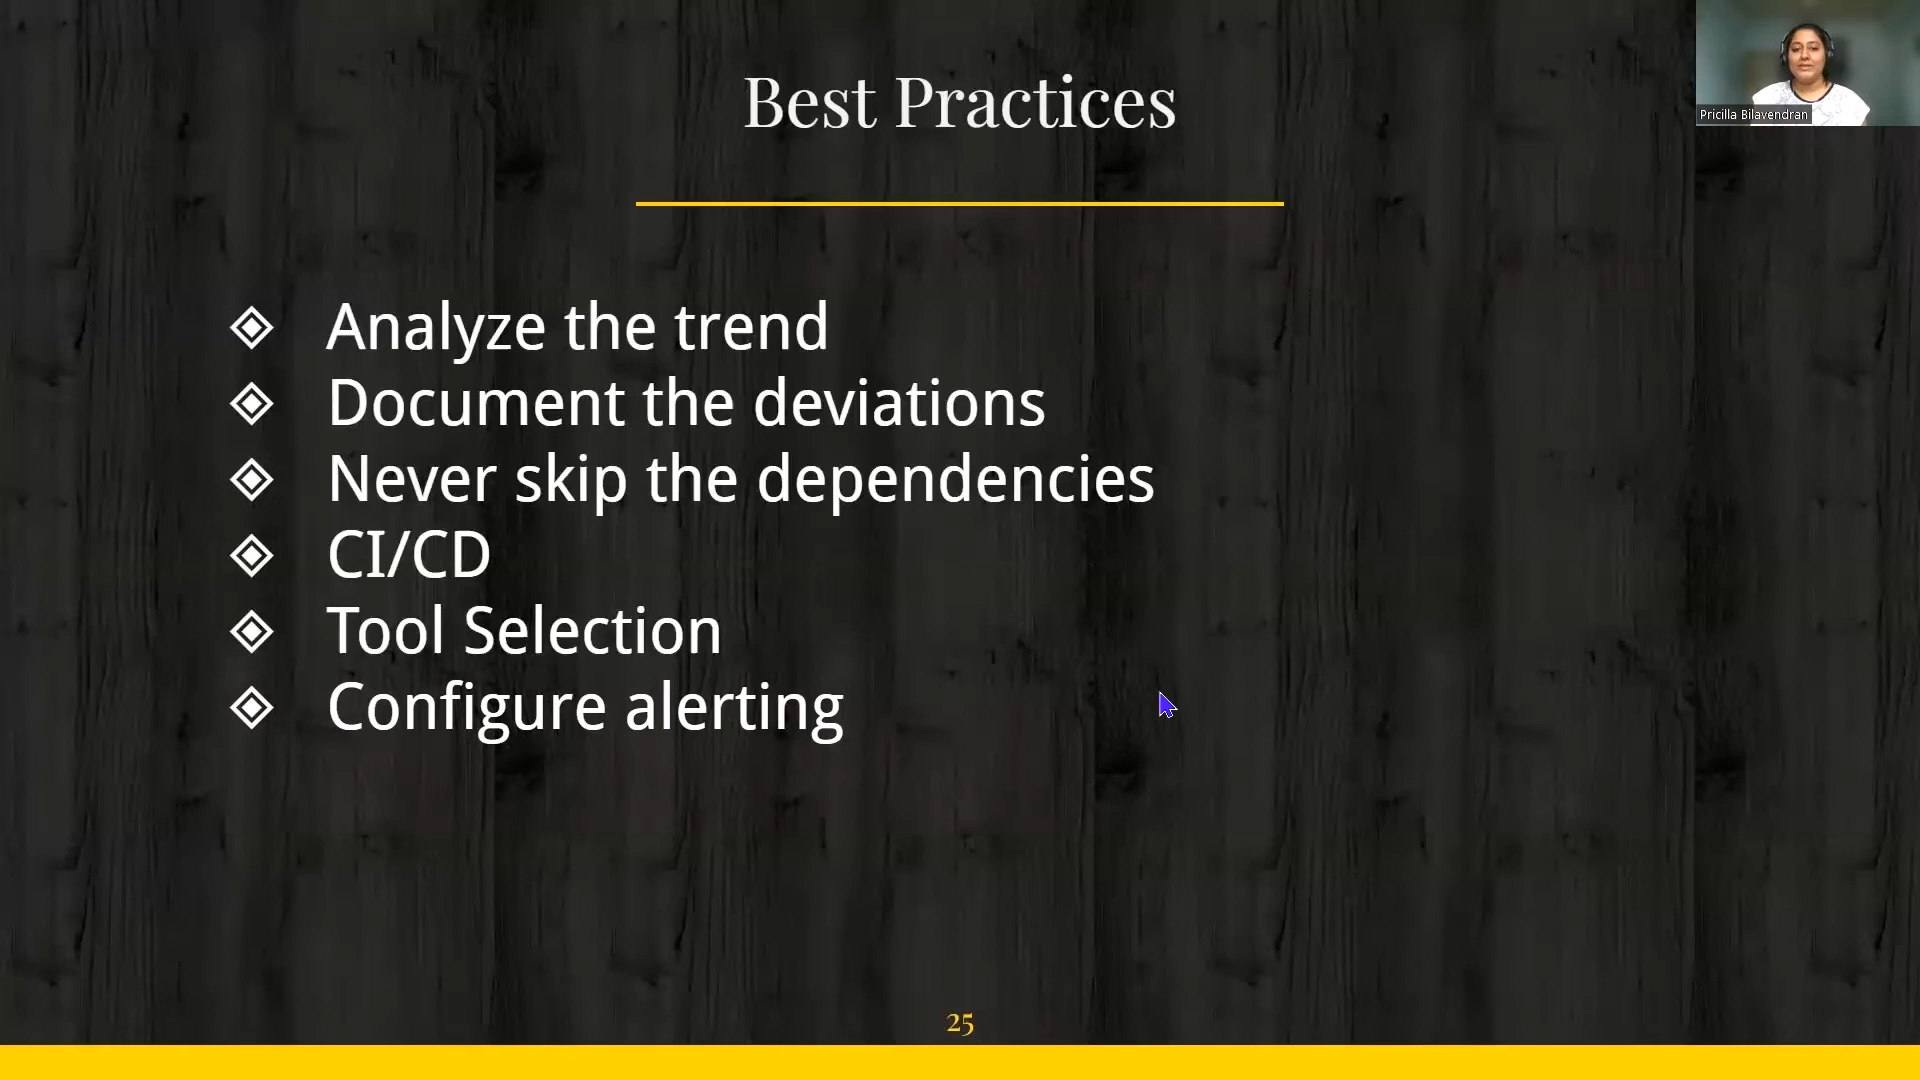 Best Practices
Pricilla Bilavendran
Analyze the trend
Document the deviations
Never skip the dependencies
CI/CD
Tool Selection
Configure alerting
25